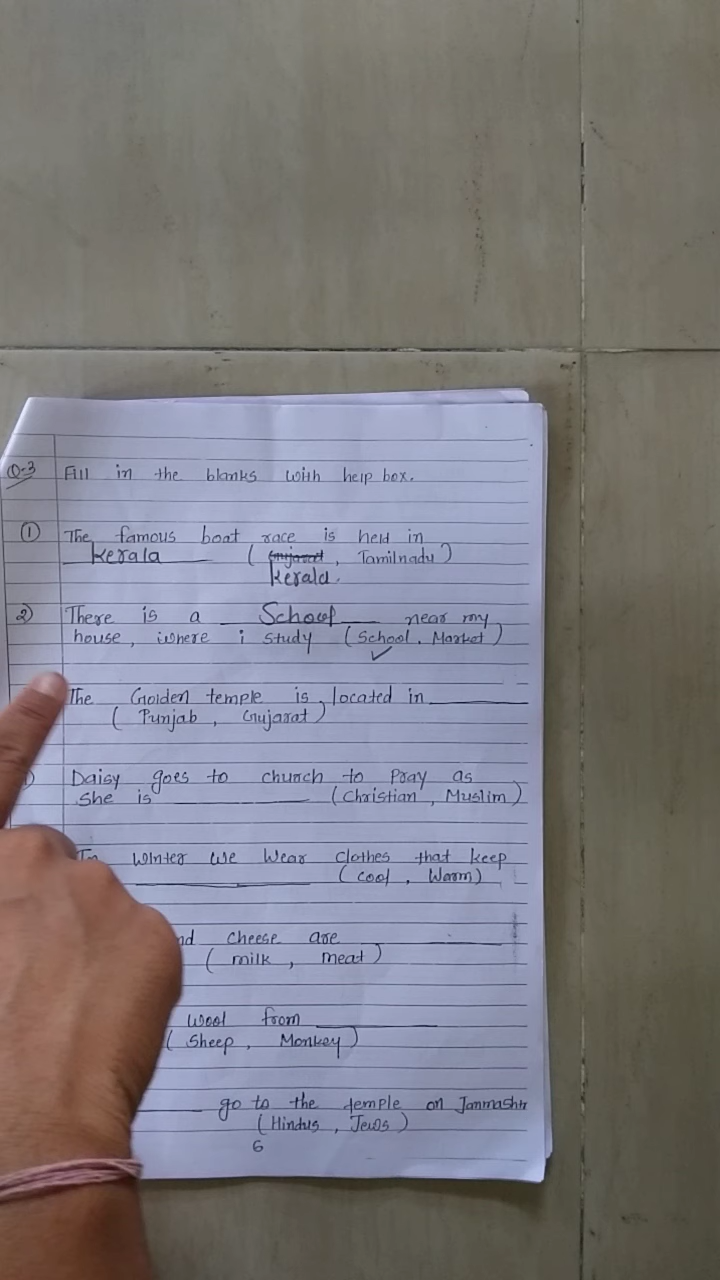 Q-3 Fill in the blanks with help box.
① The famous boat race is held in
Kerala ( Gujarat , Tamilnadu )
Kerala.
2) There is a School near my
house, where i study ( School. Market )
The Golden temple is located in
( Punjab , Gujarat )
) Daisy goes to church to pray as
she is ( Christian , Muslim )
In winter we wear clothes that keep
( cool , warm )
nd cheese are
( milk , meat )
wool from
( Sheep , Monkey )
go to the temple on Janmasht
( Hindus , Jews )
6